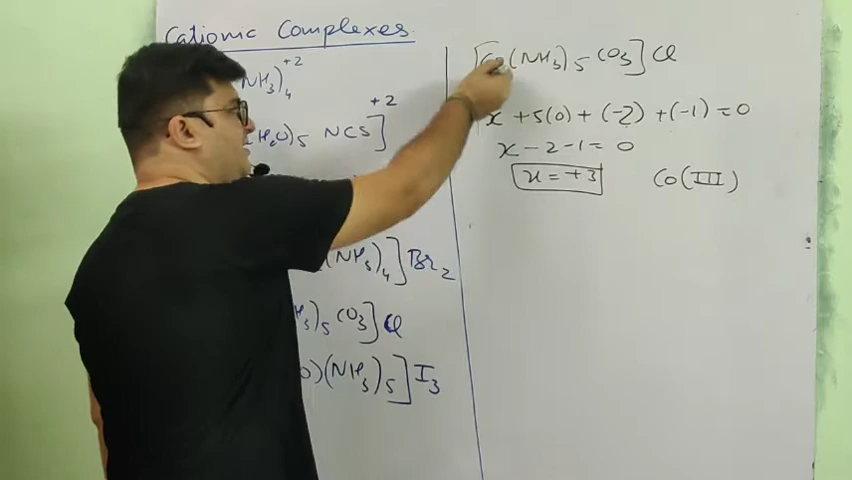 Cationic Complexes
NH3)4 +2
(H2O)5 NCS] +2
(NH3)4]Br2
)5 CO3]Cl
)(NH3)5]I3
[Co(NH3)5 CO3]Cl
x + 5(0) + (-2) + (-1) = 0
x - 2 - 1 = 0
x = +3 Co(III)